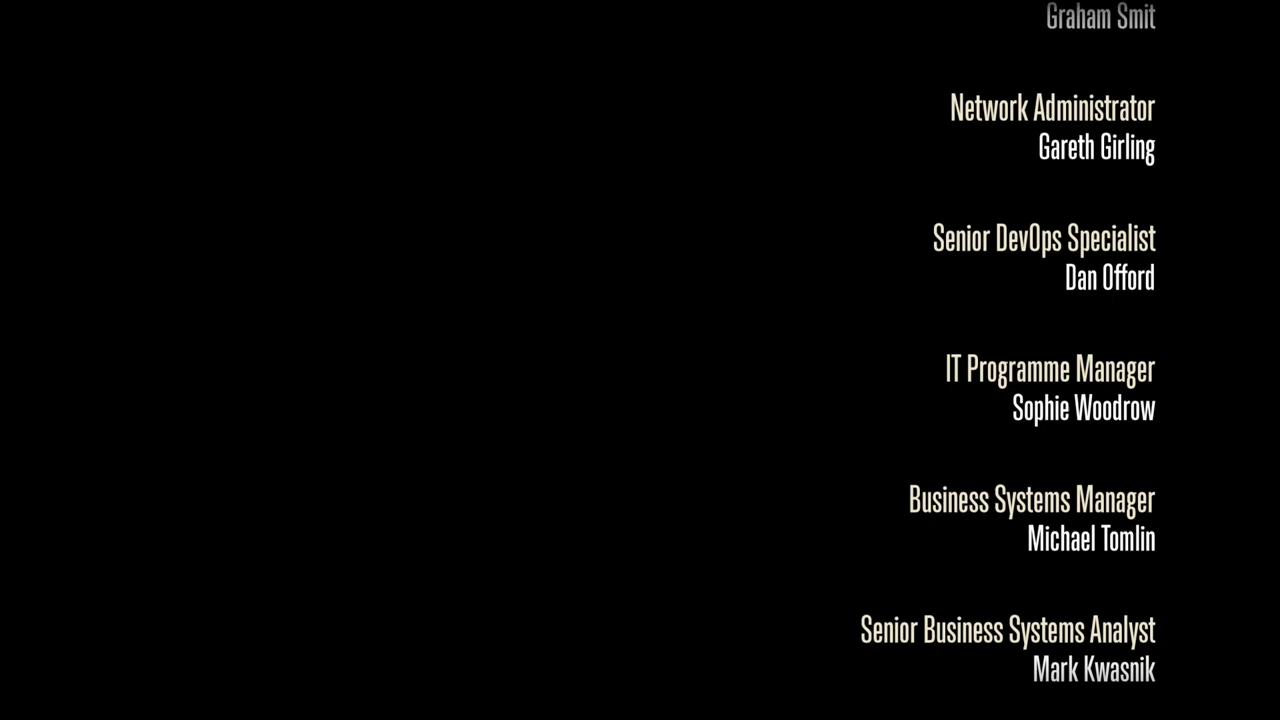 Graham Smit
Network Administrator
Gareth Girling
Senior DevOps Specialist
Dan Offord
IT Programme Manager
Sophie Woodrow
Business Systems Manager
Michael Tomlin
Senior Business Systems Analyst
Mark Kwasnik